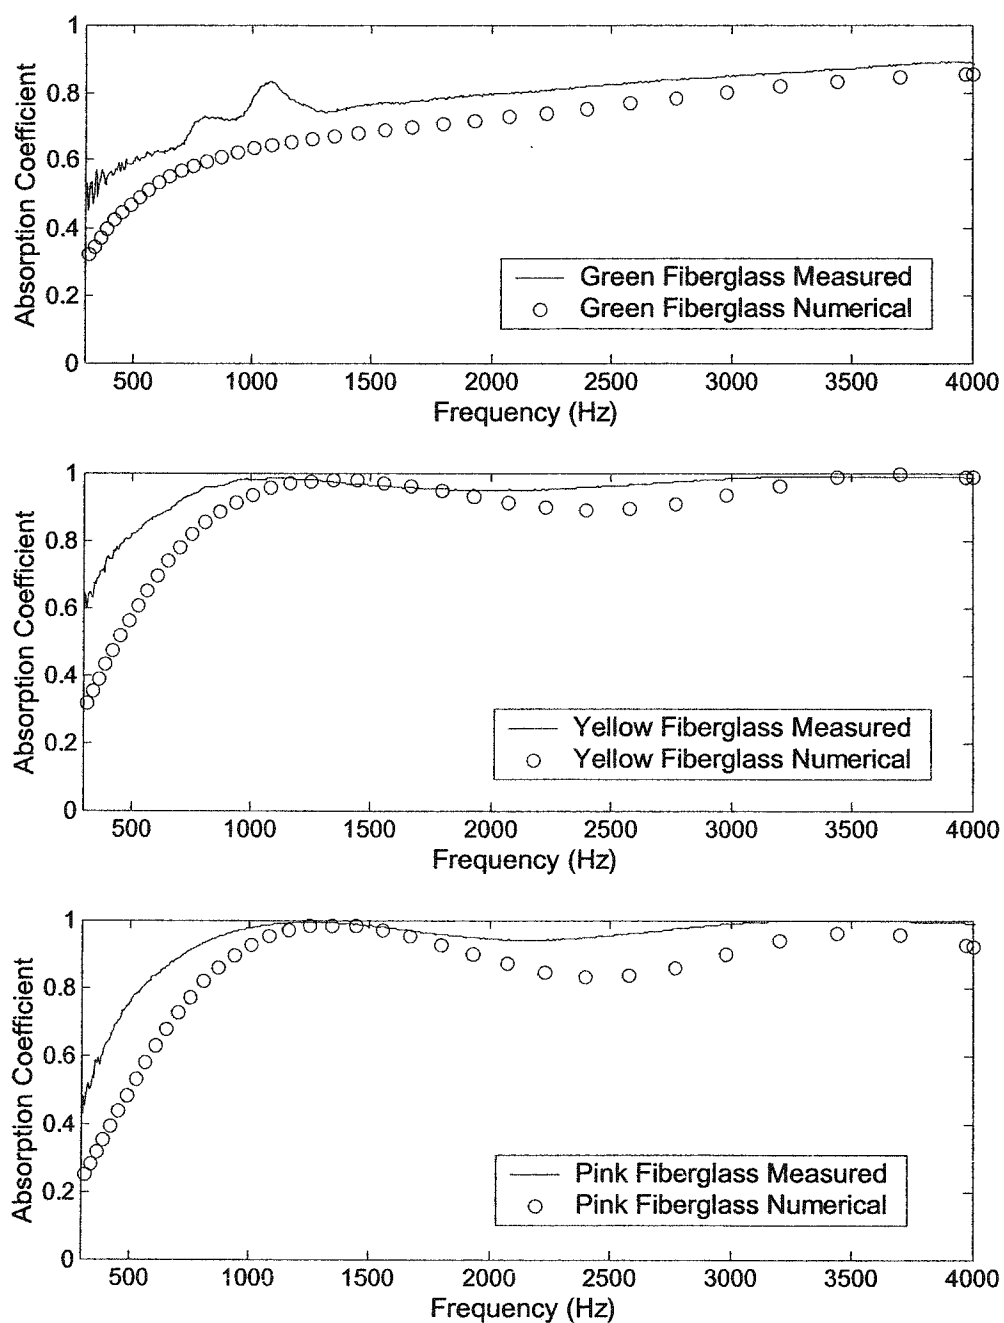 1
0.8
0.6
0.4
0.2
0
Absorption Coefficient
Green Fiberglass Measured
Green Fiberglass Numerical
500 1000 1500 2000 2500 3000 3500 4000
Frequency (Hz)
1
0.8
0.6
0.4
0.2
0
Absorption Coefficient
Yellow Fiberglass Measured
Yellow Fiberglass Numerical
500 1000 1500 2000 2500 3000 3500 4000
Frequency (Hz)
1
0.8
0.6
0.4
0.2
0
Absorption Coefficient
Pink Fiberglass Measured
Pink Fiberglass Numerical
500 1000 1500 2000 2500 3000 3500 4000
Frequency (Hz)